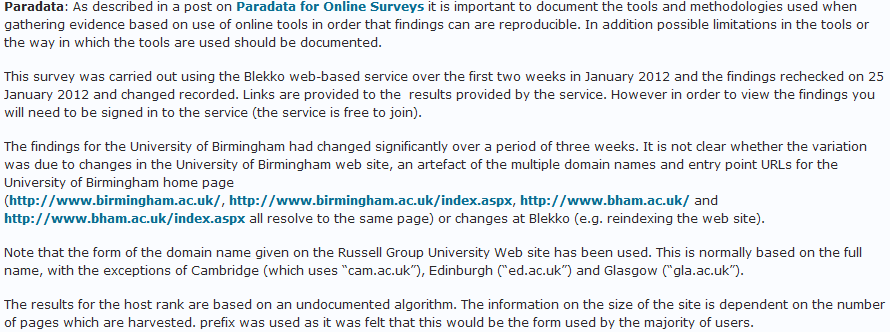 Paradata: As described in a post on Paradata for Online Surveys it is important to document the tools and methodologies used when
gathering evidence based on use of online tools in order that findings can are reproducible. In addition possible limitations in the tools or
the way in which the tools are used should be documented.
This survey was carried out using the Blekko web-based service over the first two weeks in January 2012 and the findings rechecked on 25
January 2012 and changed recorded. Links are provided to the results provided by the service. However in order to view the findings you
will need to be signed in to the service (the service is free to join).
The findings for the University of Birmingham had changed significantly over a period of three weeks. It is not clear whether the variation
was due to changes in the University of Birmingham web site, an artefact of the multiple domain names and entry point URLs for the
University of Birmingham home page
(http://www.birmingham.ac.uk/, http://www.birmingham.ac.uk/index.aspx, http://www.bham.ac.uk/ and
http://www.bham.ac.uk/index.aspx all resolve to the same page) or changes at Blekko (e.g. reindexing the web site).
Note that the form of the domain name given on the Russell Group University Web site has been used. This is normally based on the full
name, with the exceptions of Cambridge (which uses “cam.ac.uk”), Edinburgh (“ed.ac.uk”) and Glasgow (“gla.ac.uk”).
The results for the host rank are based on an undocumented algorithm. The information on the size of the site is dependent on the number
of pages which are harvested. prefix was used as it was felt that this would be the form used by the majority of users.